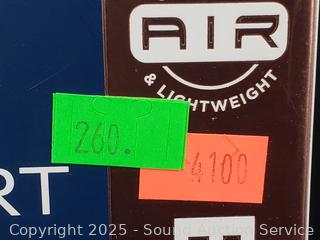 AIR
& LIGHTWEIGHT
260.
4100
RT
Copyright 2025 - Sound Auction Service